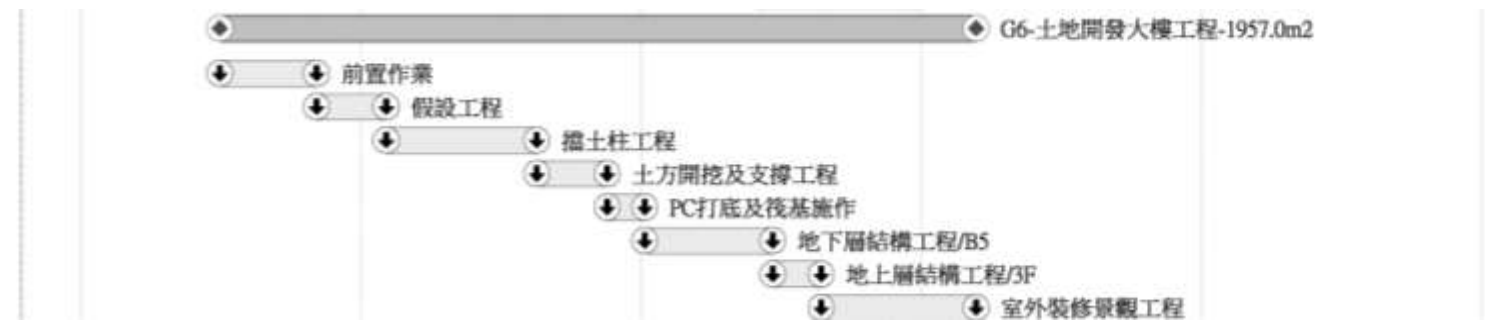 G6-土地開發大樓工程-1957.0m2
前置作業
假設工程
擋土柱工程
土方開挖及支撐工程
PC打底及筏基施作
地下層結構工程/B5
地上層結構工程/3F
室外裝修景觀工程